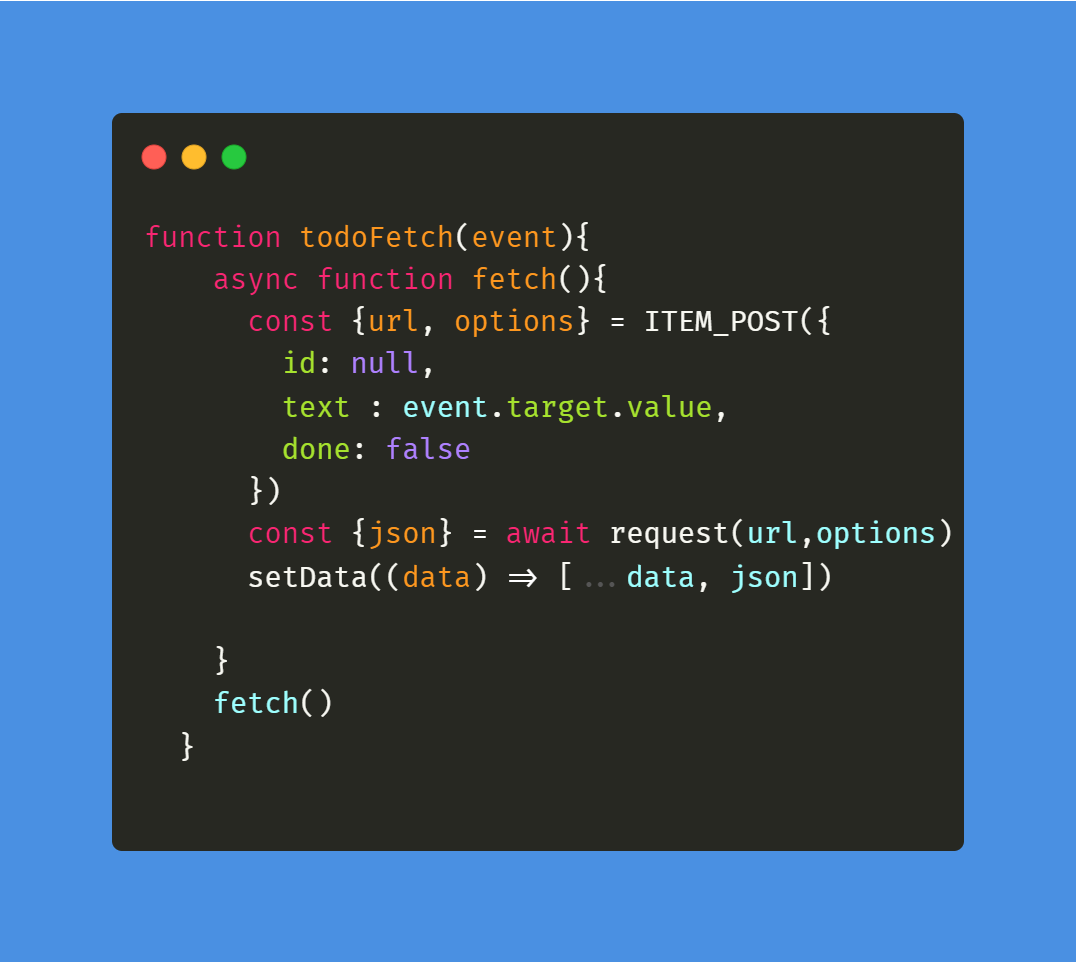 function todoFetch(event){
    async function fetch(){
      const {url, options} = ITEM_POST({
        id: null,
        text : event.target.value,
        done: false
      })
      const {json} = await request(url,options)
      setData((data) => [...data, json])

    }
    fetch()
  }